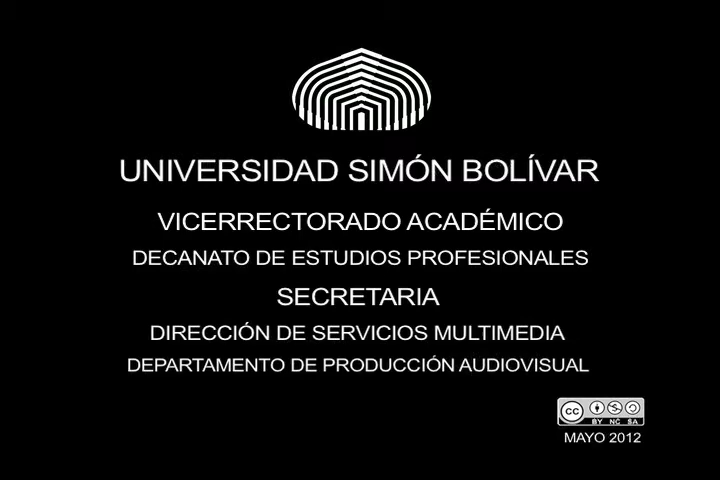 UNIVERSIDAD SIMÓN BOLÍVAR
VICERRECTORADO ACADÉMICO
DECANATO DE ESTUDIOS PROFESIONALES
SECRETARIA
DIRECCIÓN DE SERVICIOS MULTIMEDIA
DEPARTAMENTO DE PRODUCCIÓN AUDIOVISUAL
cc
BY NC SA
MAYO 2012